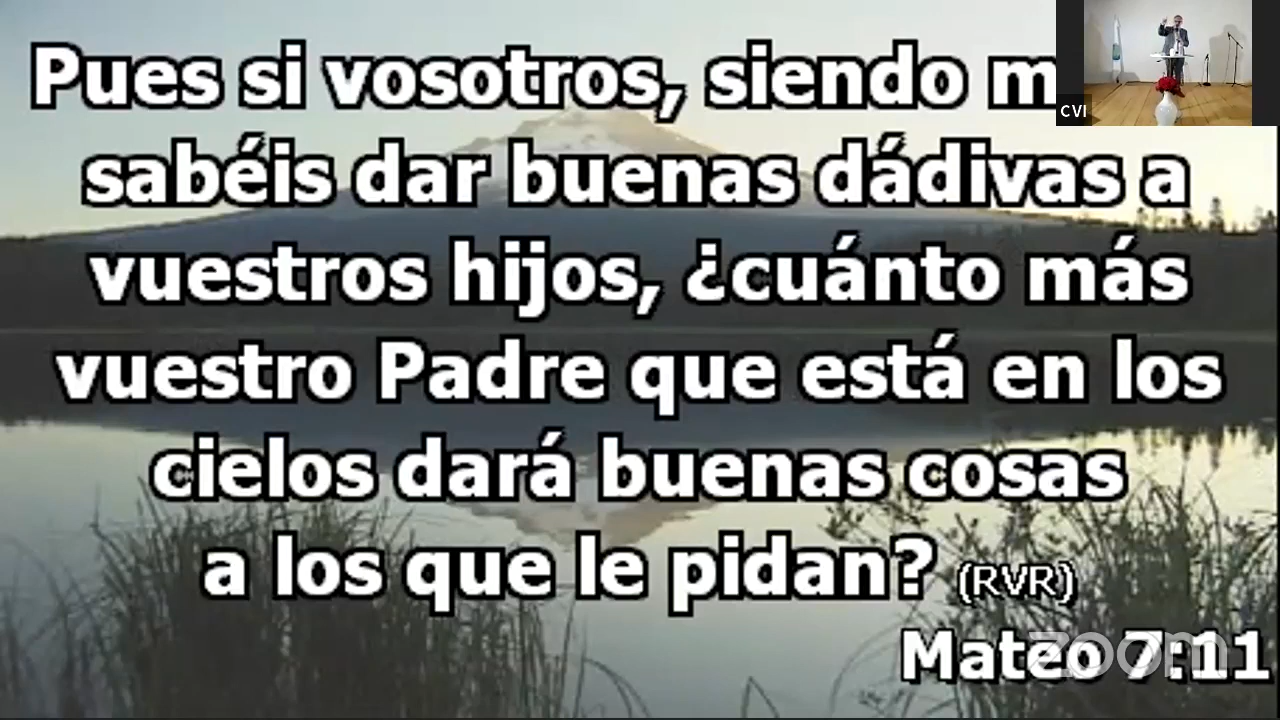 Pues si vosotros, siendo m
sabéis dar buenas dádivas a
vuestros hijos, ¿cuánto más
vuestro Padre que está en los
cielos dará buenas cosas
a los que le pidan? (RVR)
Mateo 7:11
zoom
CVI